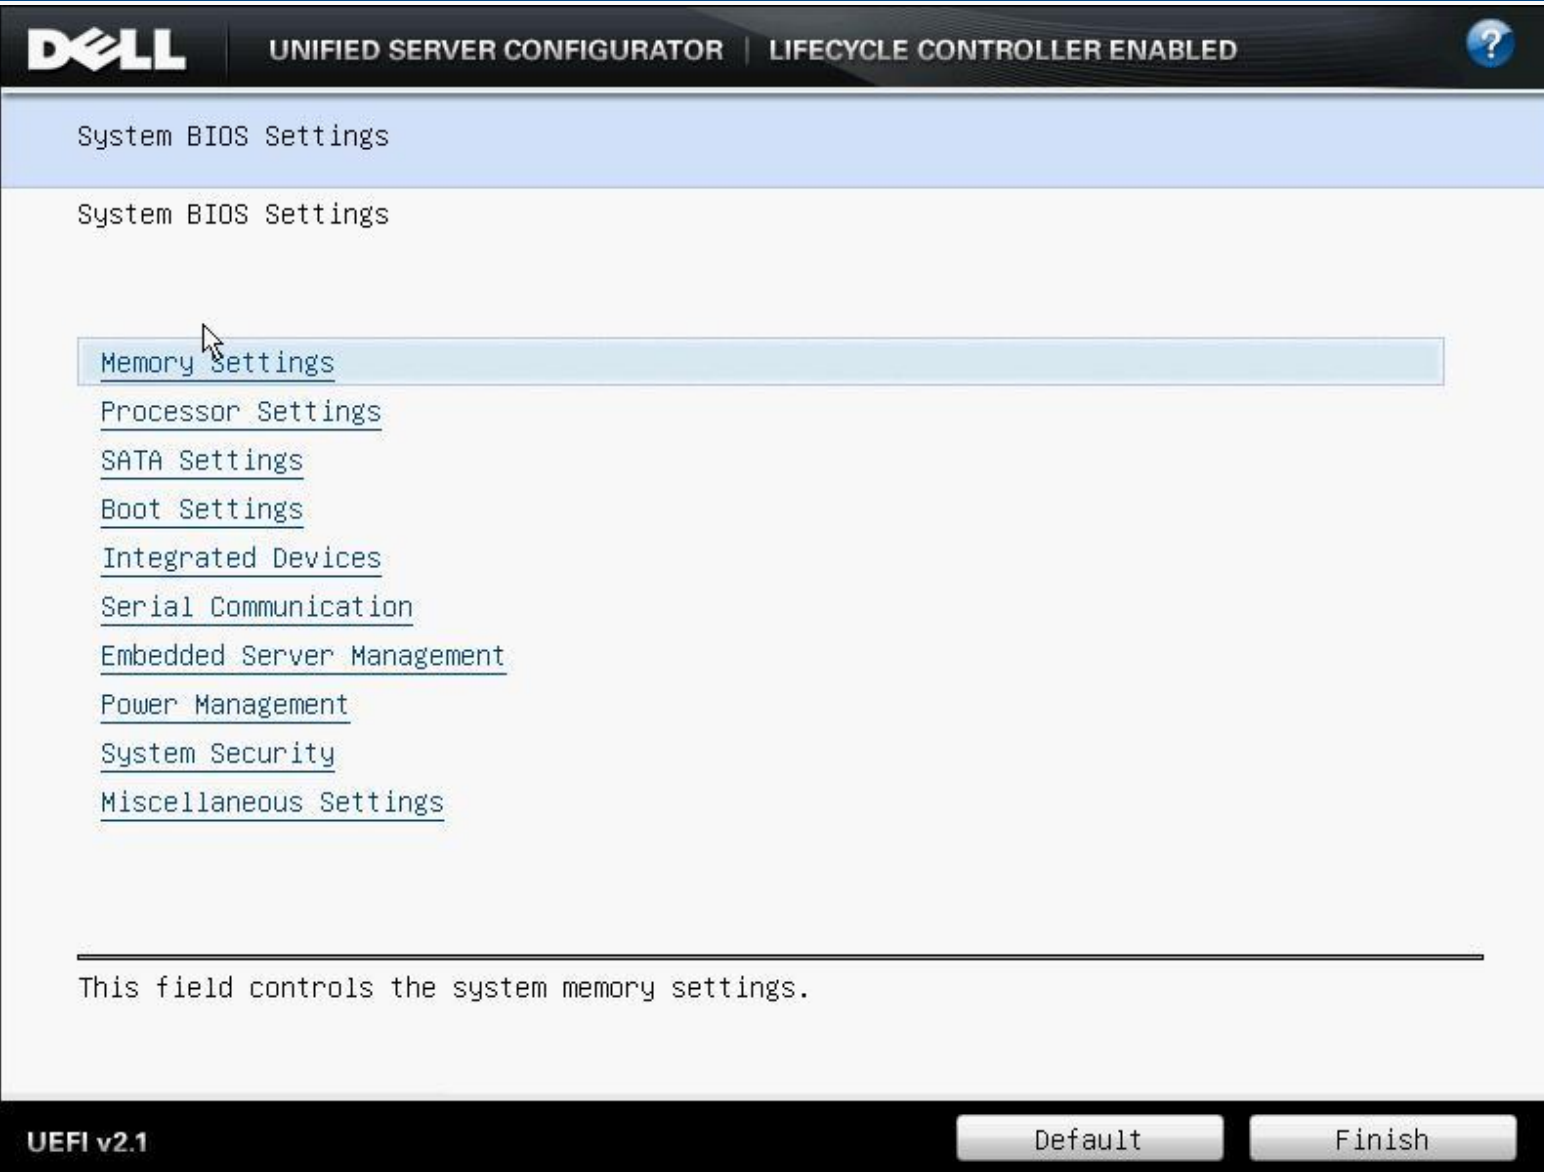 DELL UNIFIED SERVER CONFIGURATOR | LIFECYCLE CONTROLLER ENABLED ?
System BIOS Settings
System BIOS Settings
Memory Settings
Processor Settings
SATA Settings
Boot Settings
Integrated Devices
Serial Communication
Embedded Server Management
Power Management
System Security
Miscellaneous Settings
This field controls the system memory settings.
UEFI v2.1 Default Finish